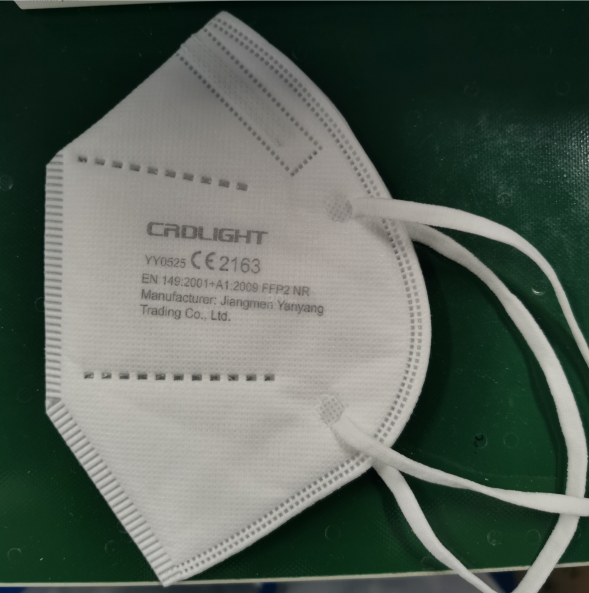 CRDLIGHT
YY0525 CE 2163
EN 149:2001+A1:2009 FFP2 NR
Manufacturer: Jiangmen Yanyang
Trading Co., Ltd.